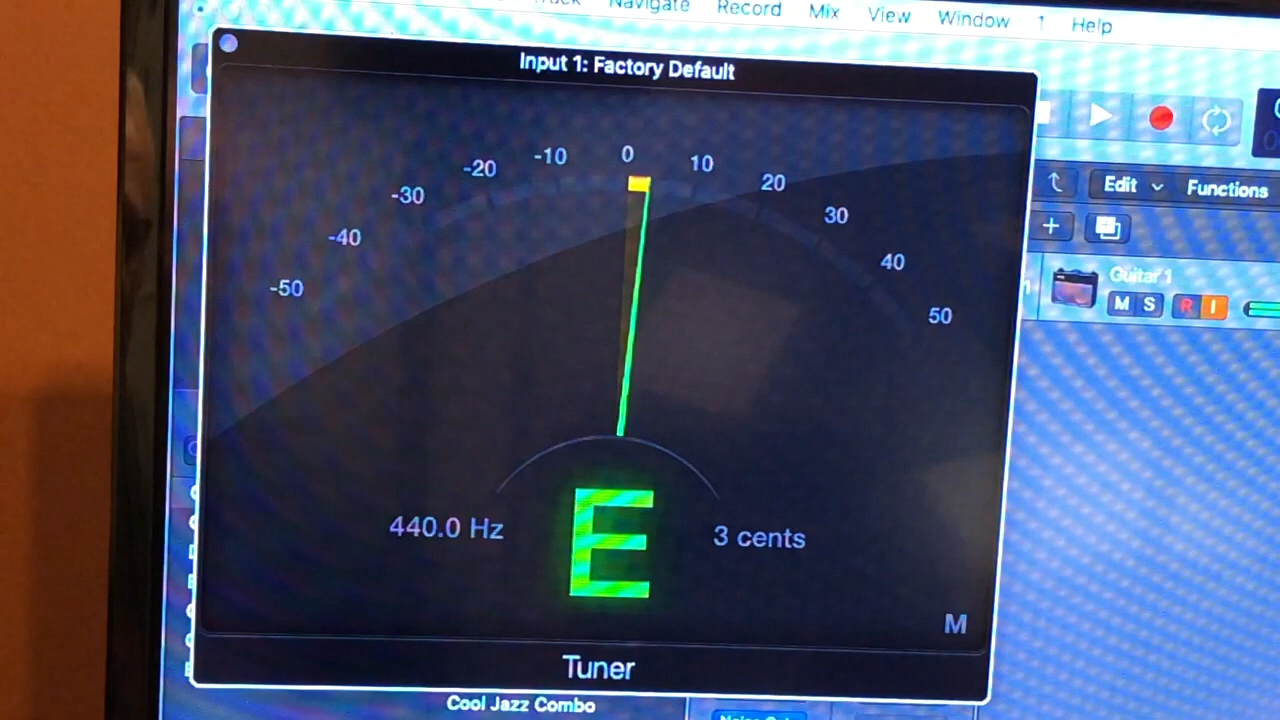 Navigate Record Mix View Window 1 Help
Input 1: Factory Default
-50 -40 -30 -20 -10 0 10 20 30 40 50
Edit Functions
Guitar 1
M S R I
440.0 Hz E 3 cents
M
Tuner
Cool Jazz Combo